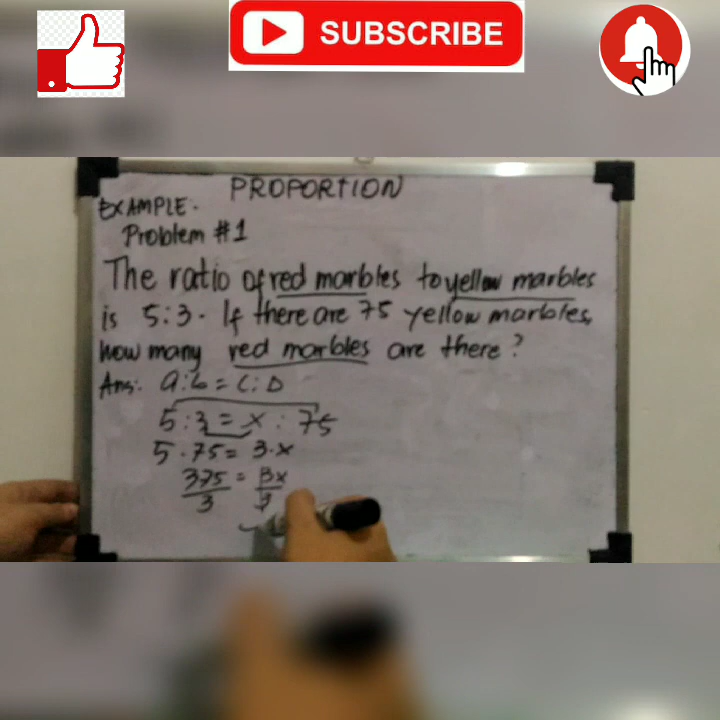 SUBSCRIBE
PROPORTION
EXAMPLE.
Problem #1
The ratio of red marbles to yellow marbles
is 5:3. If there are 75 yellow marbles,
how many red marbles are there?
Ans: a:b = C:D
5:3 = x : 75
5·75 = 3·x
375 = 3x
3 3